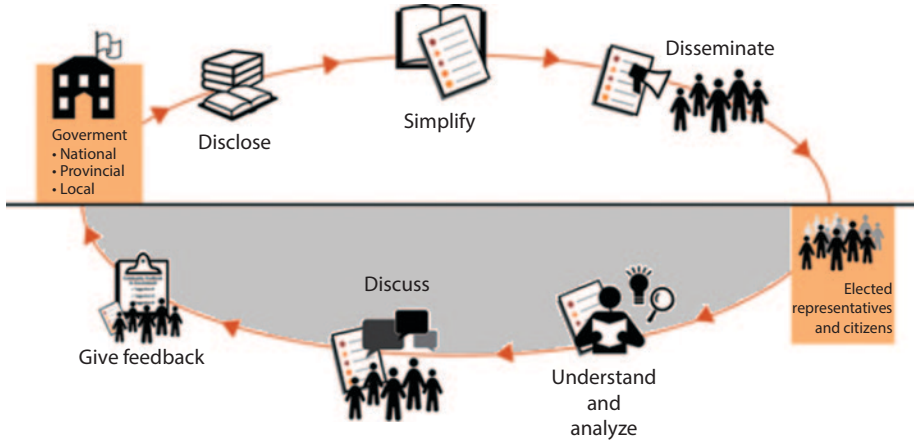 Disseminate
Simplify
Disclose
Goverment
• National
• Provincial
• Local
Elected
representatives
and citizens
Understand
and
analyze
Discuss
Give feedback